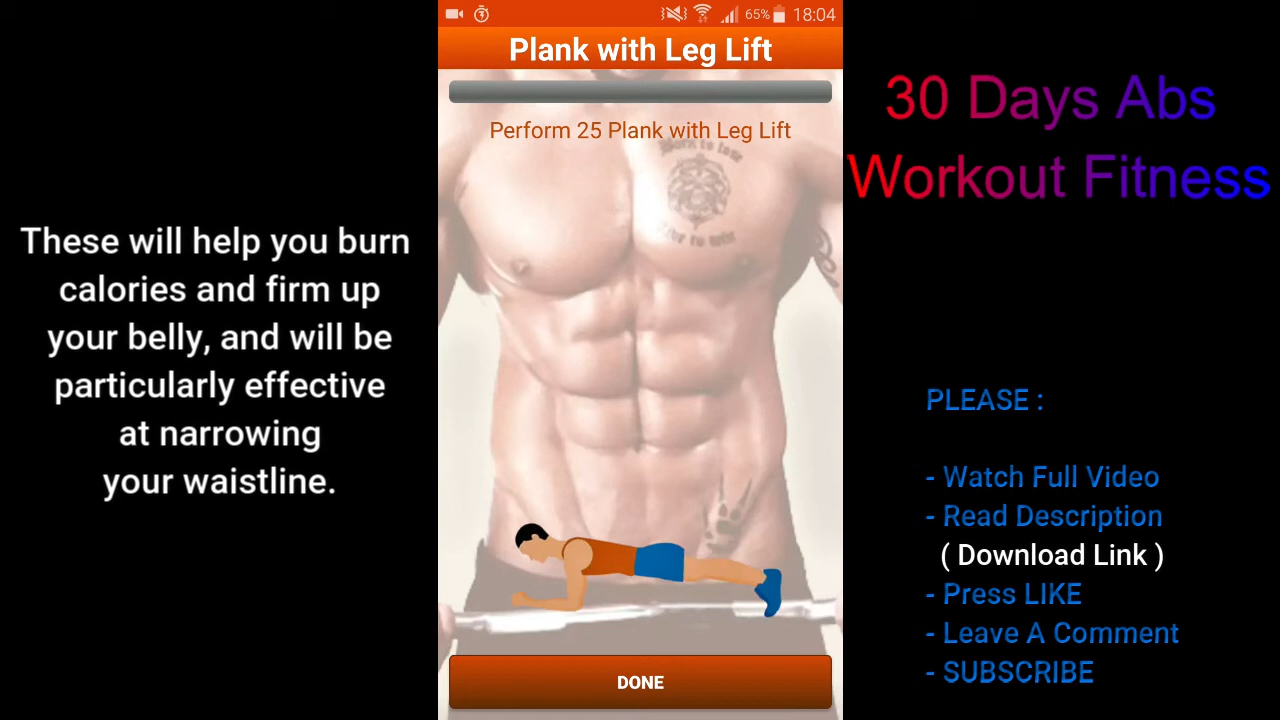 65% 18:04
Plank with Leg Lift
Perform 25 Plank with Leg Lift
These will help you burn
calories and firm up
your belly, and will be
particularly effective
at narrowing
your waistline.
DONE
30 Days Abs
Workout Fitness
PLEASE :
- Watch Full Video
- Read Description
( Download Link )
- Press LIKE
- Leave A Comment
- SUBSCRIBE